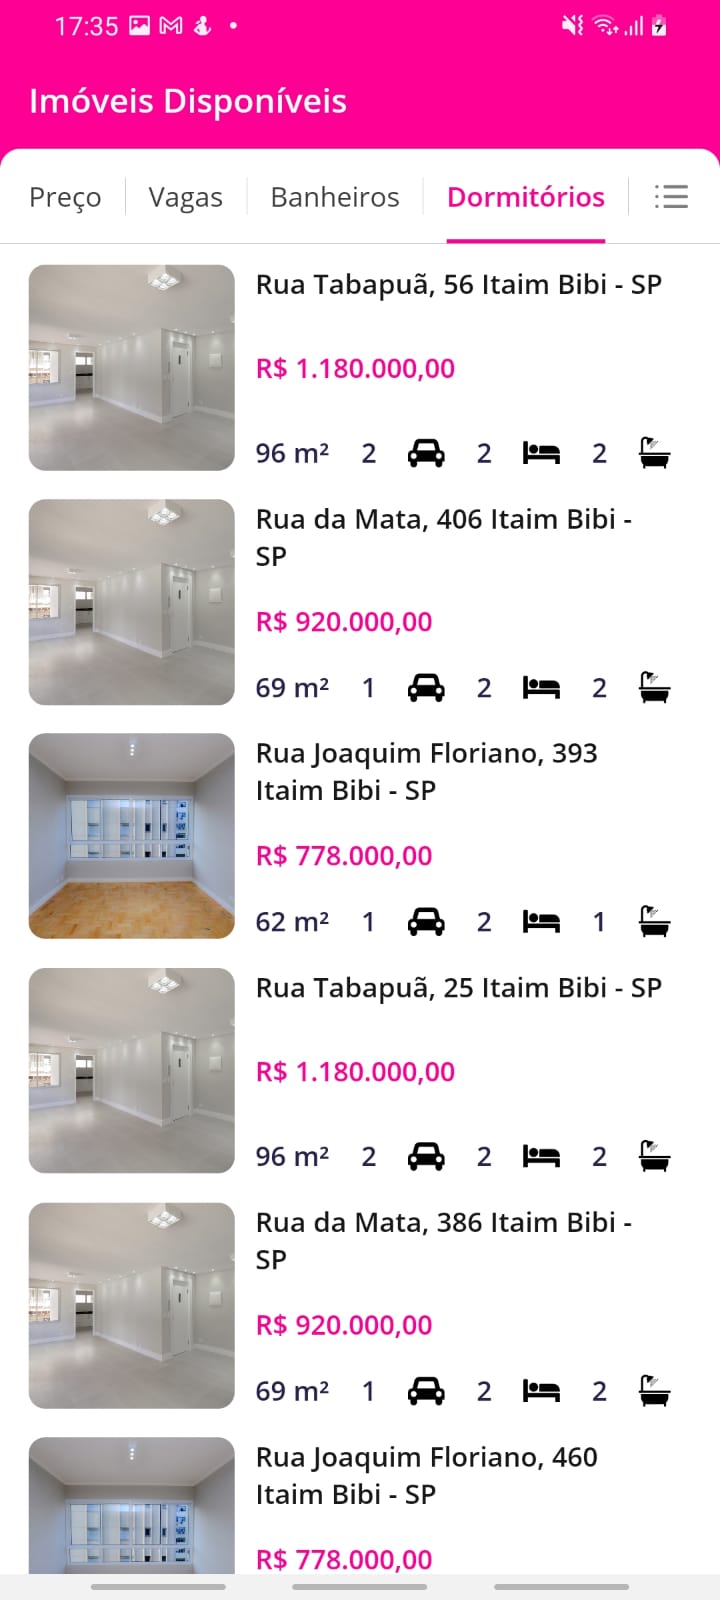 17:35
Imóveis Disponíveis
Preço Vagas Banheiros Dormitórios
Rua Tabapuã, 56 Itaim Bibi - SP
R$ 1.180.000,00
96 m² 2 2 2
Rua da Mata, 406 Itaim Bibi -
SP
R$ 920.000,00
69 m² 1 2 2
Rua Joaquim Floriano, 393
Itaim Bibi - SP
R$ 778.000,00
62 m² 1 2 1
Rua Tabapuã, 25 Itaim Bibi - SP
R$ 1.180.000,00
96 m² 2 2 2
Rua da Mata, 386 Itaim Bibi -
SP
R$ 920.000,00
69 m² 1 2 2
Rua Joaquim Floriano, 460
Itaim Bibi - SP
R$ 778.000,00